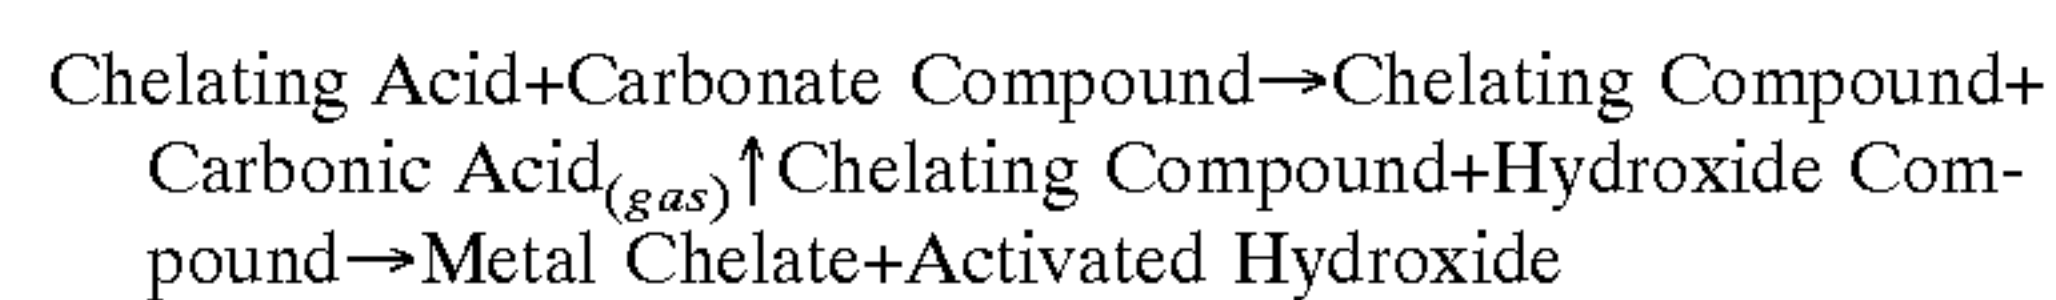 Chelating Acid+Carbonate Compound→Chelating Compound+
Carbonic Acid(gas)↑Chelating Compound+Hydroxide Com-
pound→Metal Chelate+Activated Hydroxide